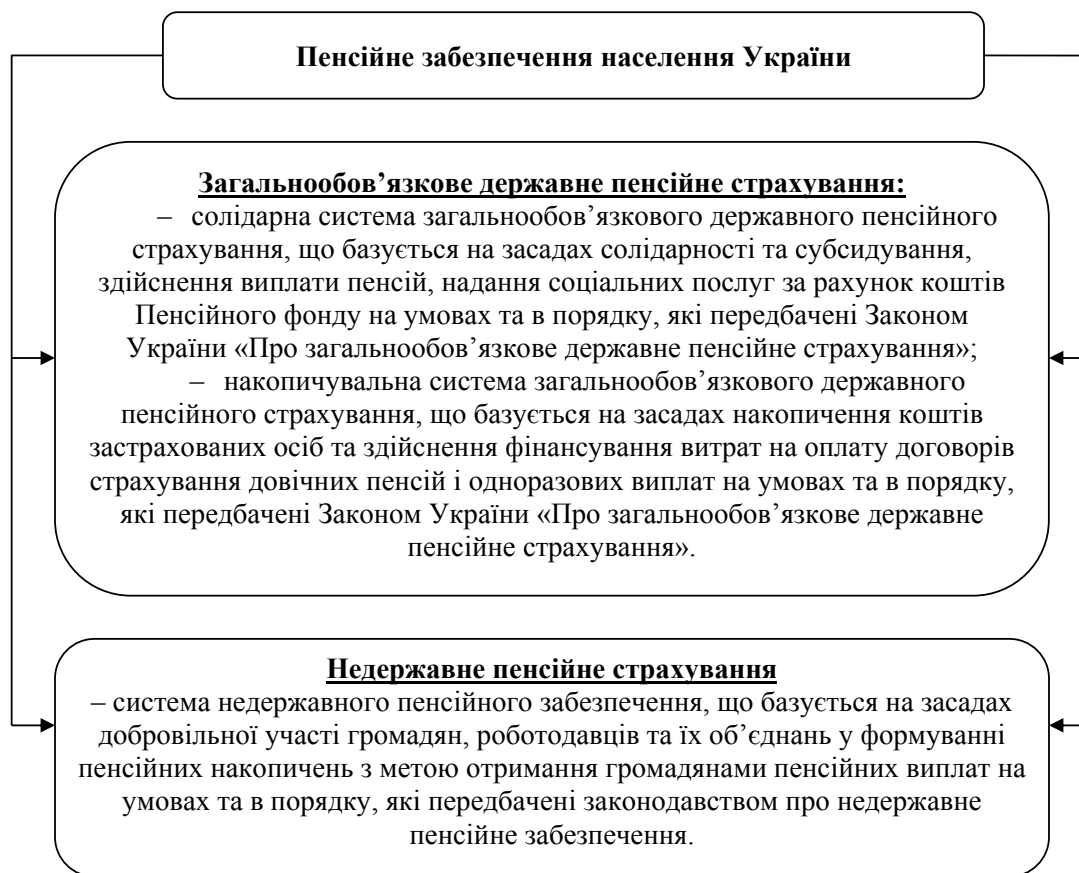 Пенсійне забезпечення населення України
Загальнообов’язкове державне пенсійне страхування:
– солідарна система загальнообов’язкового державного пенсійного
страхування, що базується на засадах солідарності та субсидування,
здійснення виплати пенсій, надання соціальних послуг за рахунок коштів
Пенсійного фонду на умовах та в порядку, які передбачені Законом
України «Про загальнообов’язкове державне пенсійне страхування»;
– накопичувальна система загальнообов’язкового державного
пенсійного страхування, що базується на засадах накопичення коштів
застрахованих осіб та здійснення фінансування витрат на оплату договорів
страхування довічних пенсій і одноразових виплат на умовах та в порядку,
які передбачені Законом України «Про загальнообов’язкове державне
пенсійне страхування».
Недержавне пенсійне страхування
– система недержавного пенсійного забезпечення, що базується на засадах
добровільної участі громадян, роботодавців та їх об’єднань у формуванні
пенсійних накопичень з метою отримання громадянами пенсійних виплат на
умовах та в порядку, які передбачені законодавством про недержавне
пенсійне забезпечення.